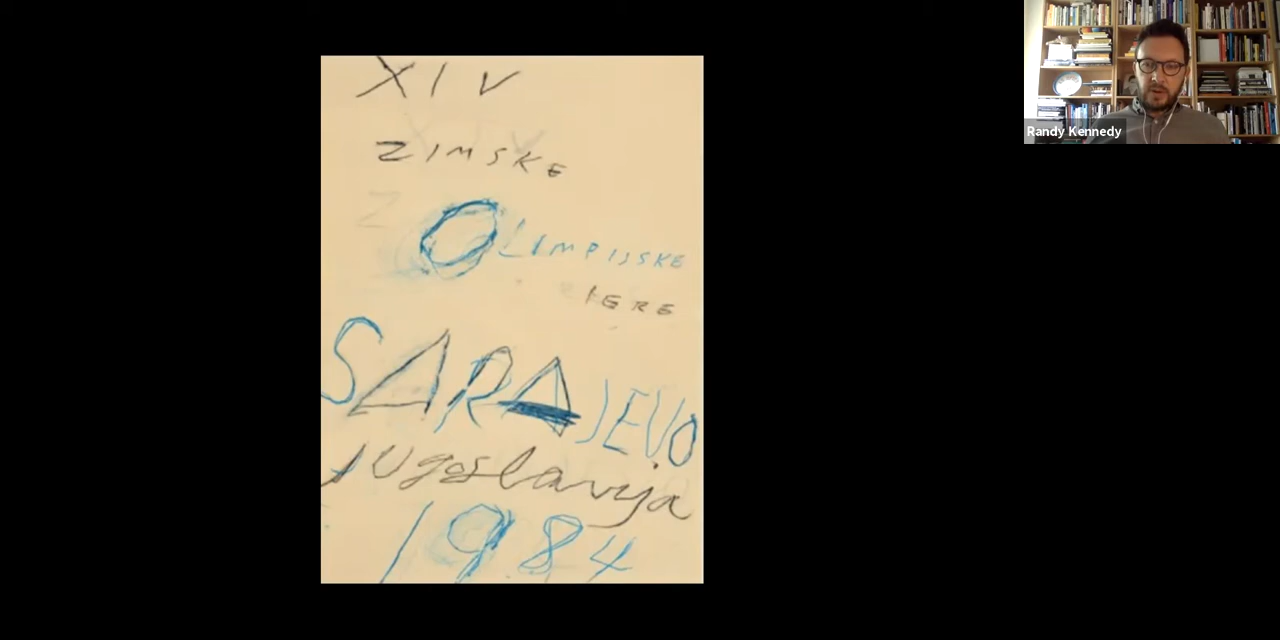 XIV
ZIMSKE
OLIMPIJSKE
IGRE
SARAJEVO
Jugoslavija
1984
Randy Kennedy